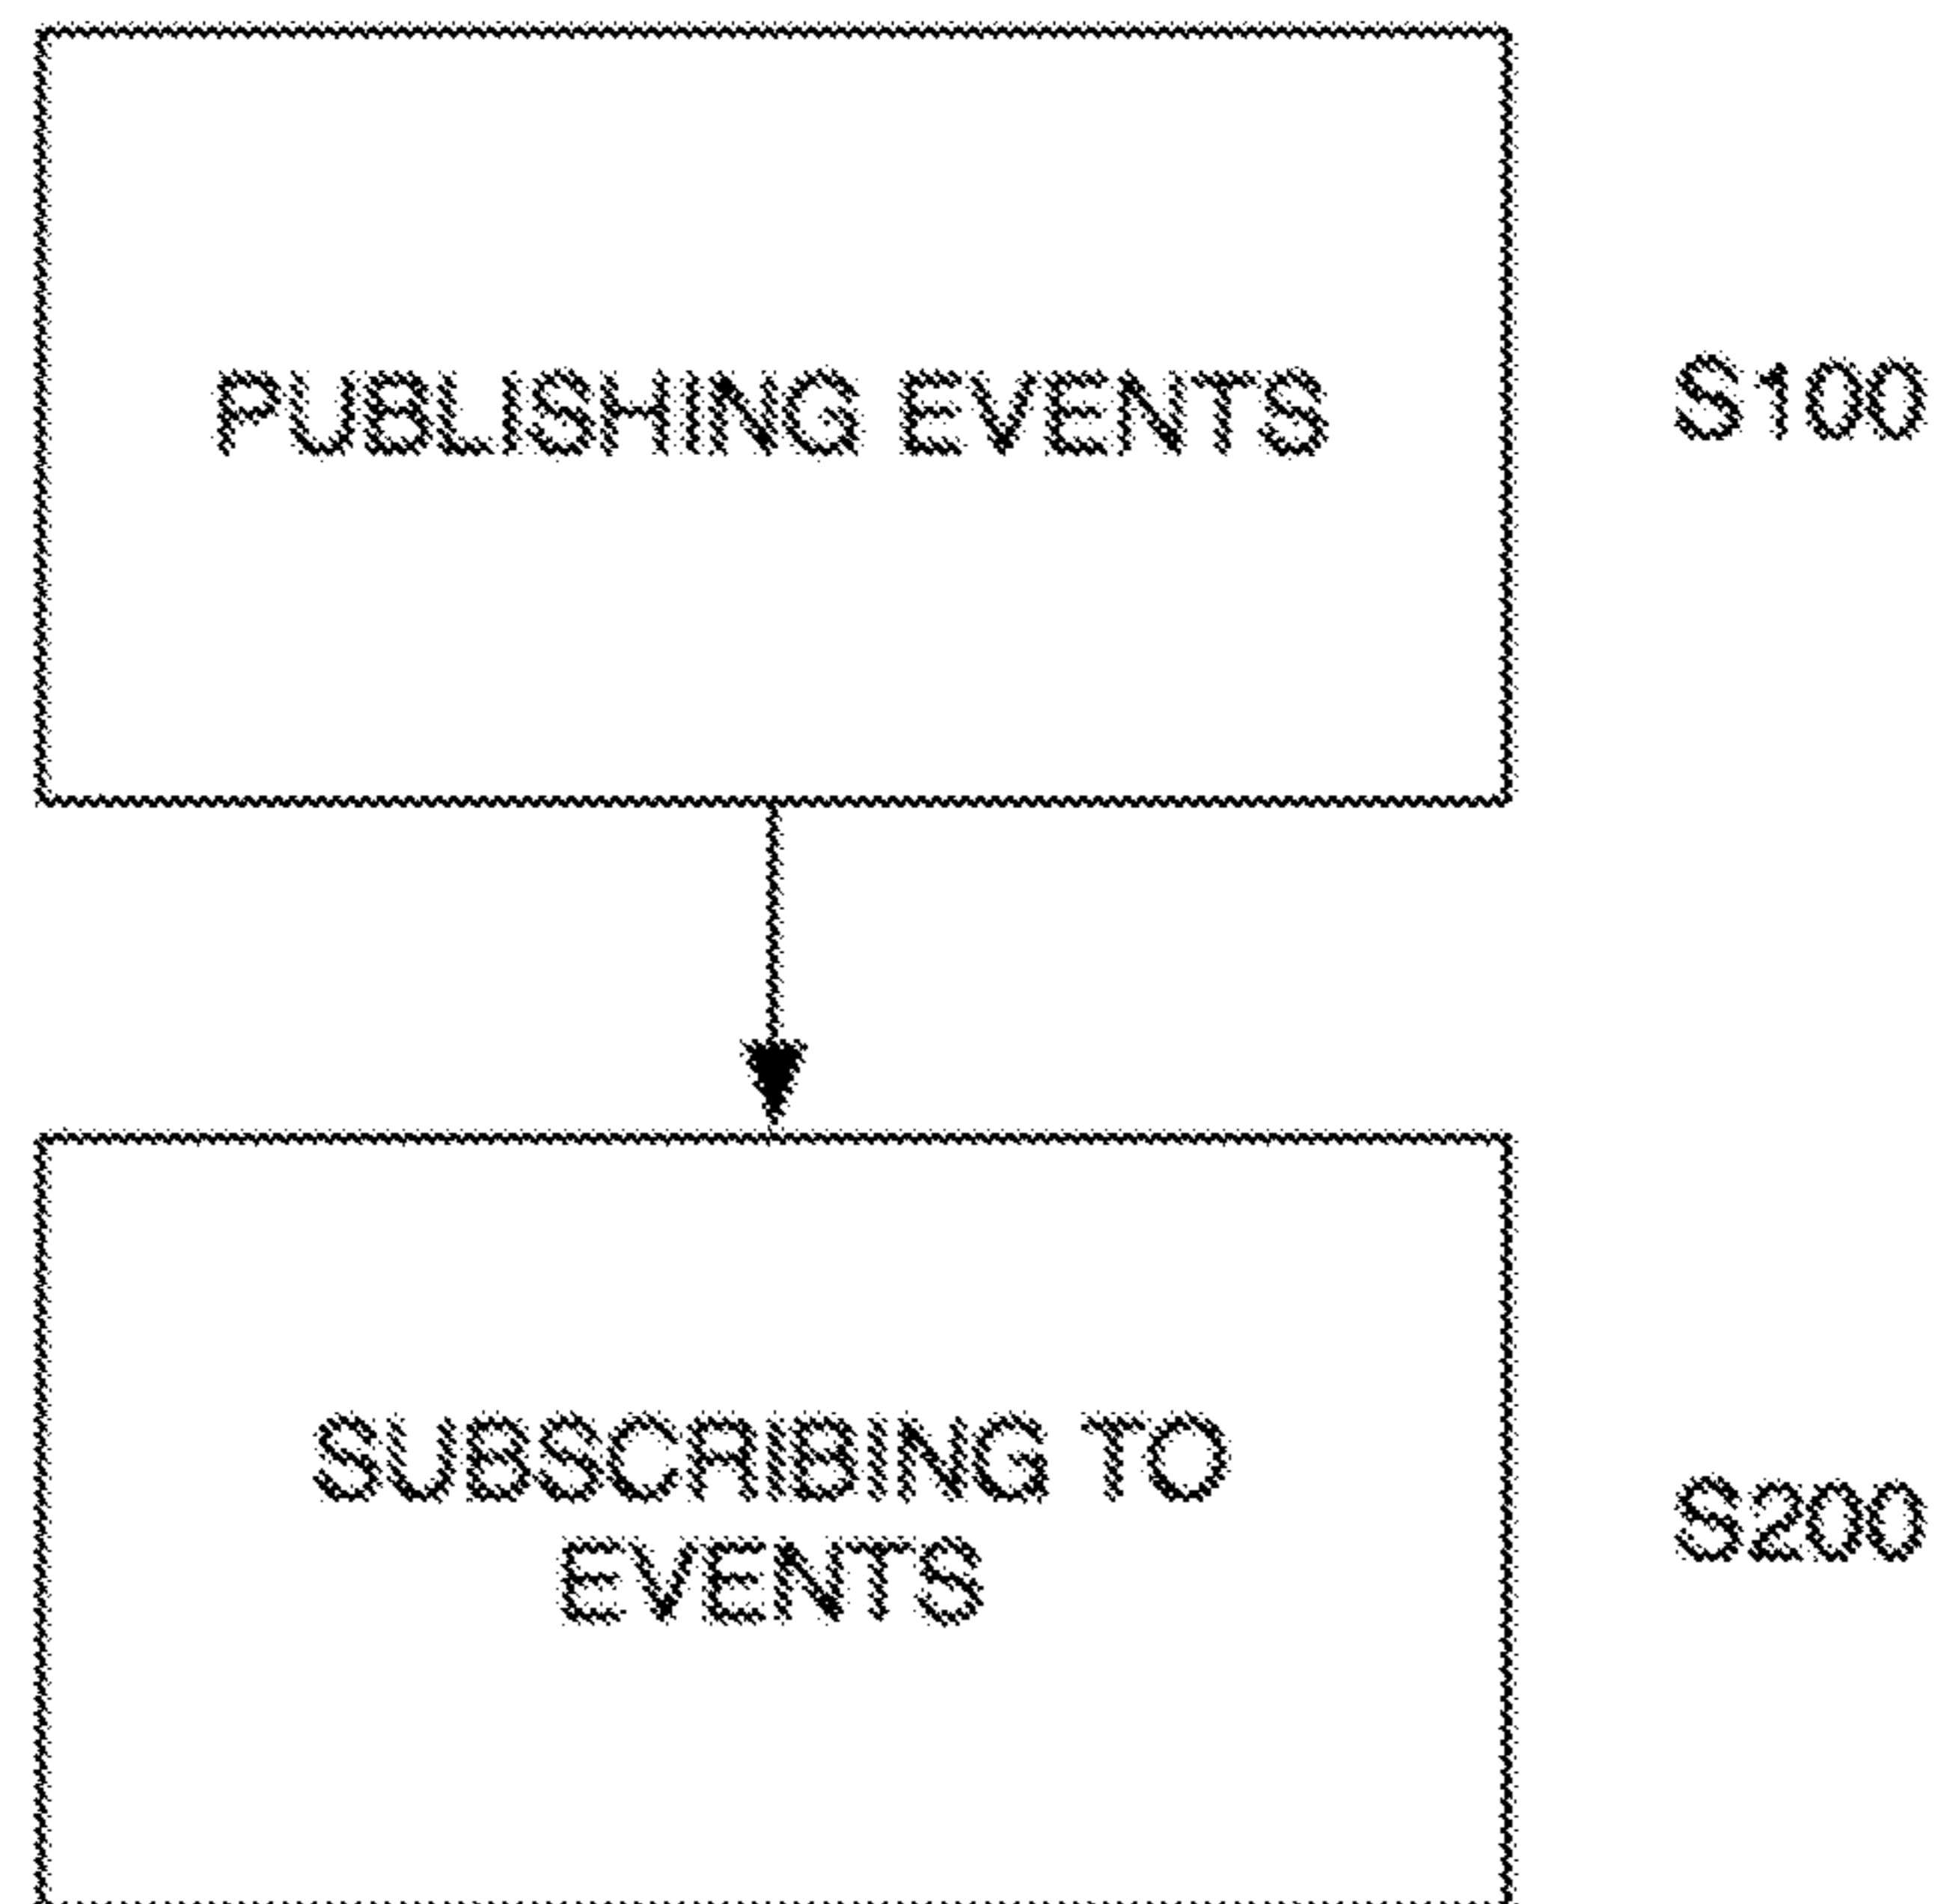 PUBLISHING EVENTS
S100
SUBSCRIBING TO
EVENTS
S200